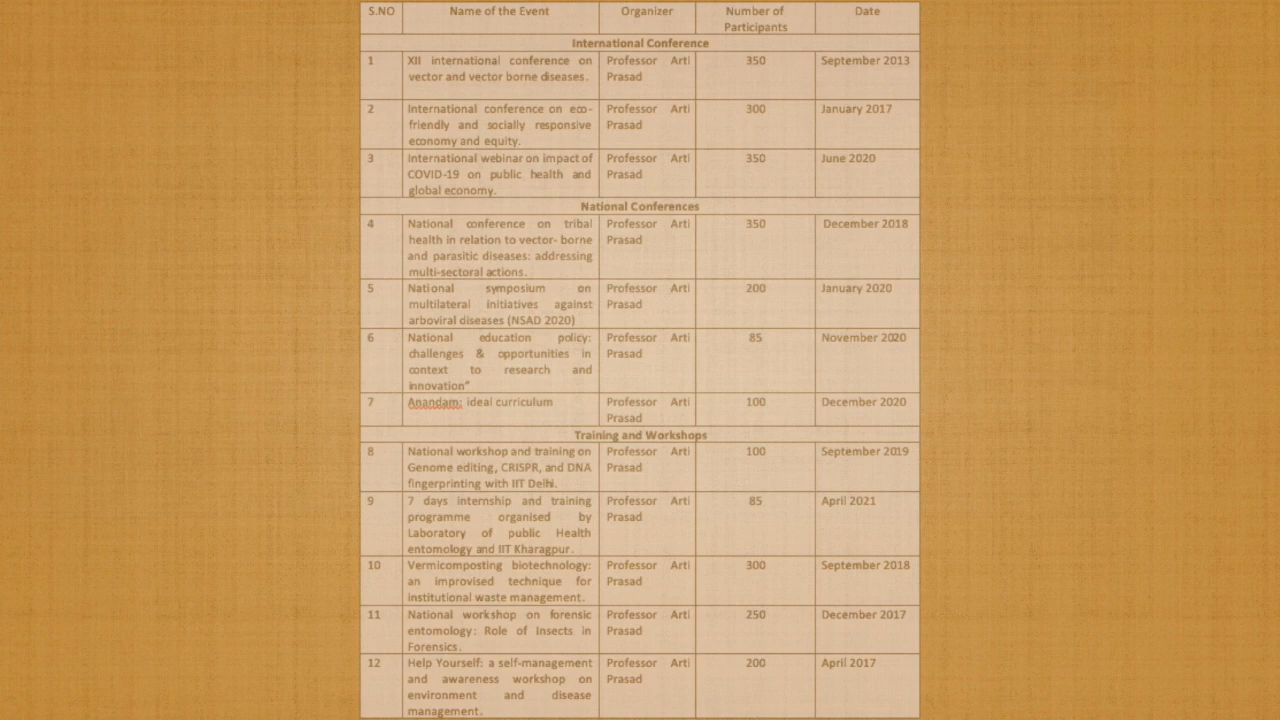 S.NO Name of the Event Organizer Number of Participants Date
International Conference
1 XII international conference on Professor Arti 350 September 2013
vector and vector borne diseases. Prasad
2 International conference on eco- Professor Arti 300 January 2017
friendly and socially responsive Prasad
economy and equity.
3 International webinar on impact of Professor Arti 350 June 2020
COVID-19 on public health and Prasad
global economy.
National Conferences
4 National conference on tribal Professor Arti 350 December 2018
health in relation to vector- borne Prasad
and parasitic diseases: addressing
multi-sectoral actions.
5 National symposium on Professor Arti 200 January 2020
multilateral initiatives against Prasad
arboviral diseases (NSAD 2020)
6 National education policy: Professor Arti 85 November 2020
challenges & opportunities in Prasad
context to research and
innovation"
7 Anandam: ideal curriculum Professor Arti 100 December 2020
Prasad
Training and Workshops
8 National workshop and training on Professor Arti 100 September 2019
Genome editing, CRISPR, and DNA Prasad
fingerprinting with IIT Delhi.
9 7 days internship and training Professor Arti 85 April 2021
programme organised by Prasad
Laboratory of public Health
entomology and IIT Kharagpur.
10 Vermicomposting biotechnology: Professor Arti 300 September 2018
an improvised technique for Prasad
institutional waste management.
11 National workshop on forensic Professor Arti 250 December 2017
entomology: Role of Insects in Prasad
Forensics.
12 Help Yourself: a self-management Professor Arti 200 April 2017
and awareness workshop on Prasad
environment and disease
management.